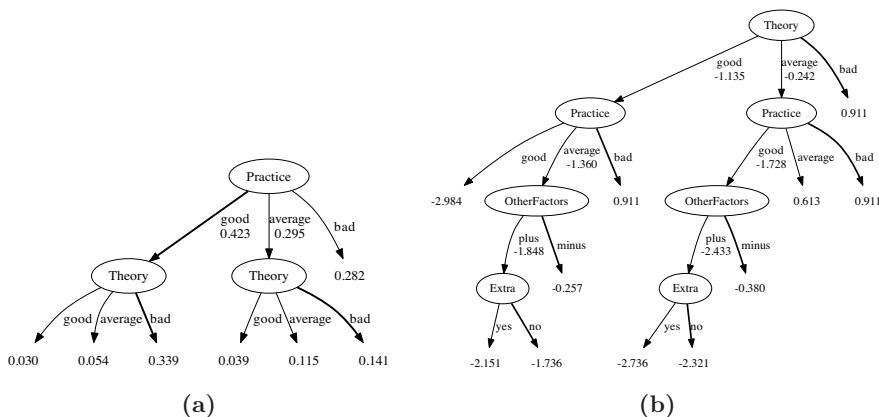 Theory
good average bad
-1.135 -0.242
Practice Practice 0.911
good average bad
-1.360
good average bad
-1.728
-2.984 OtherFactors 0.911 OtherFactors 0.613 0.911
plus minus
-1.848
plus minus
-2.433
Extra -0.257 Extra -0.380
yes no yes no
-2.151 -1.736 -2.736 -2.321
Practice
good average bad
0.423 0.295
Theory Theory 0.282
good average bad good average bad
0.030 0.054 0.339 0.039 0.115 0.141
(a) (b)